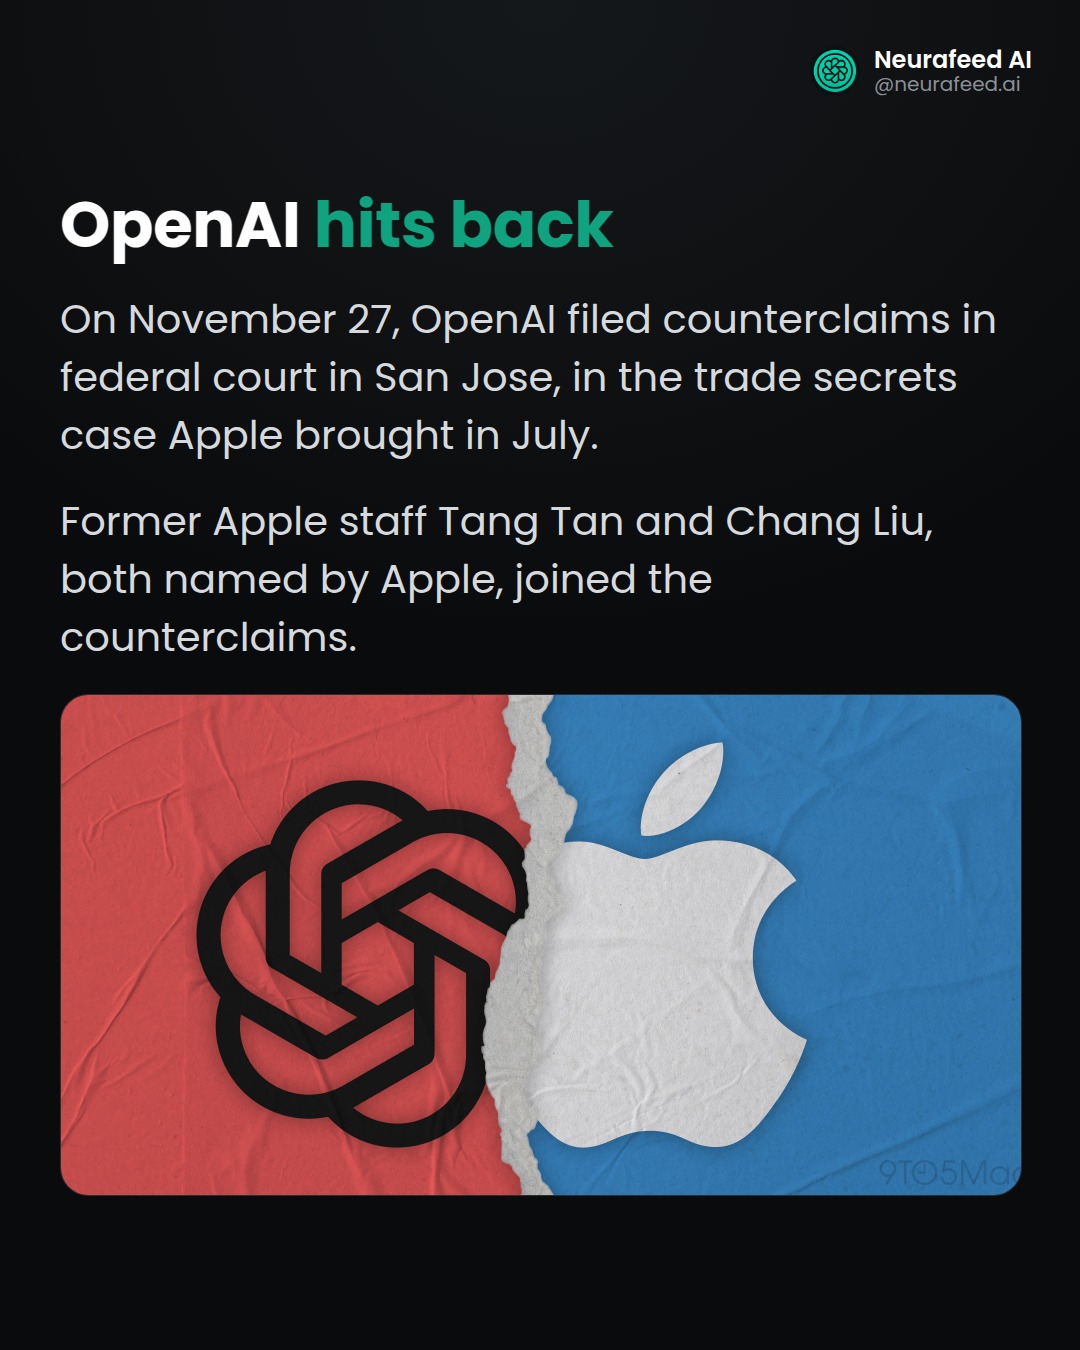 Neurafeed AI
@neurafeed.ai
OpenAI hits back
On November 27, OpenAI filed counterclaims in
federal court in San Jose, in the trade secrets
case Apple brought in July.
Former Apple staff Tang Tan and Chang Liu,
both named by Apple, joined the
counterclaims.
9TO5Mac